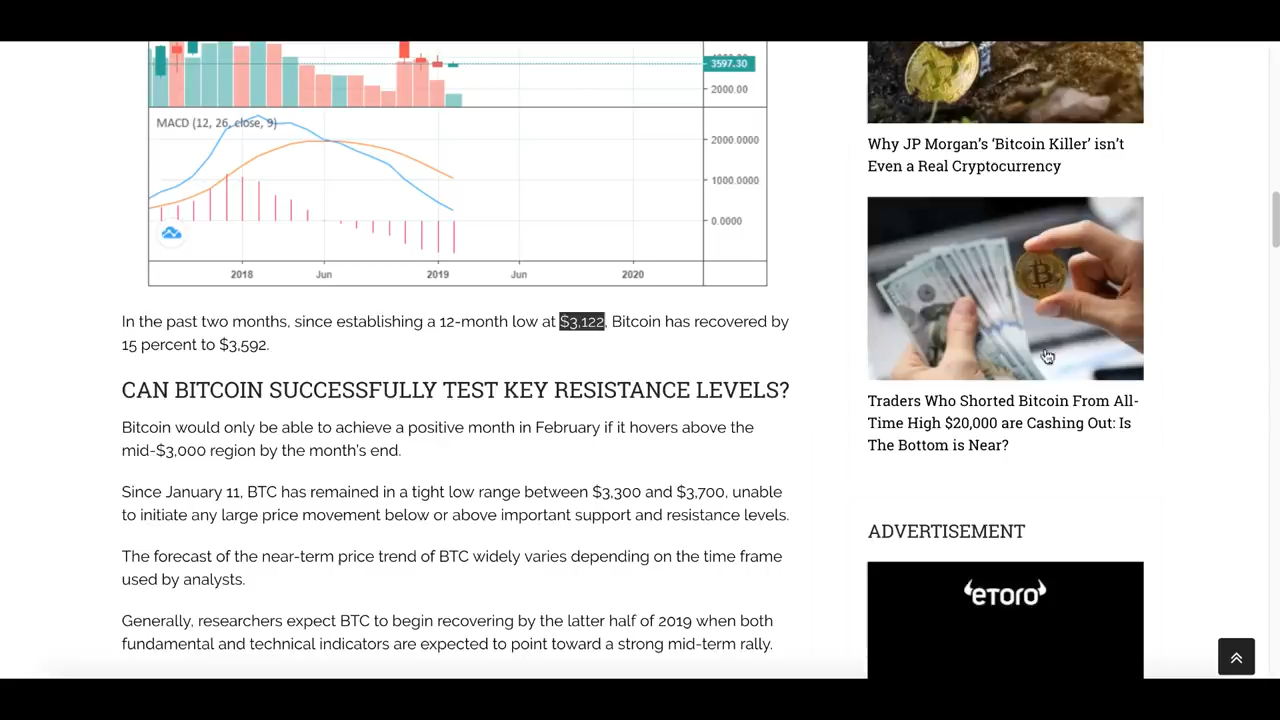 3597.30
2000.00
MACD (12, 26, close, 9)
2000.0000
1000.0000
0.0000
2018
Jun
2019
Jun
2020
In the past two months, since establishing a 12-month low at $3,122, Bitcoin has recovered by
15 percent to $3,592.
CAN BITCOIN SUCCESSFULLY TEST KEY RESISTANCE LEVELS?
Bitcoin would only be able to achieve a positive month in February if it hovers above the
mid-$3,000 region by the month's end.
Since January 11, BTC has remained in a tight low range between $3,300 and $3,700, unable
to initiate any large price movement below or above important support and resistance levels.
The forecast of the near-term price trend of BTC widely varies depending on the time frame
used by analysts.
Generally, researchers expect BTC to begin recovering by the latter half of 2019 when both
fundamental and technical indicators are expected to point toward a strong mid-term rally.
Why JP Morgan's ‘Bitcoin Killer’ isn't
Even a Real Cryptocurrency
Traders Who Shorted Bitcoin From All-
Time High $20,000 are Cashing Out: Is
The Bottom is Near?
ADVERTISEMENT
eToro